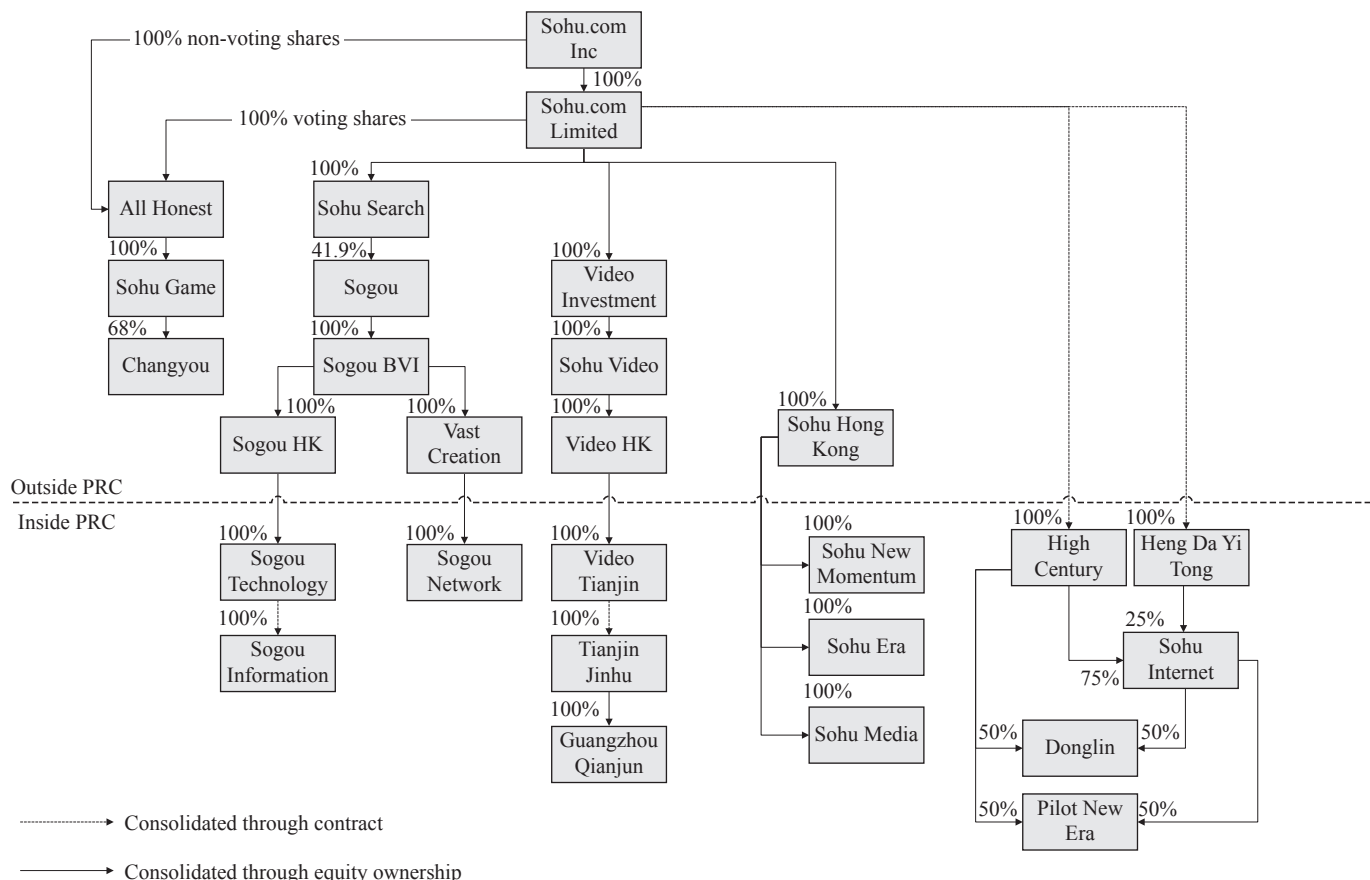 Sohu.com
Inc
100% non-voting shares
100%
Sohu.com
Limited
100% voting shares
100%
All Honest
Sohu Search
100%
41.9%
100%
Sohu Game
Sogou
Video
Investment
68%
100%
100%
Changyou
Sogou BVI
Sohu Video
100%
100%
100%
100%
Sogou HK
Vast
Creation
Video HK
Sohu Hong
Kong
Outside PRC
Inside PRC
100%
100%
100%
100%
100%
100%
Sogou
Technology
Sogou
Network
Video
Tianjin
Sohu New
Momentum
High
Century
Heng Da Yi
Tong
100%
100%
100%
25%
Sogou
Information
Tianjin
Jinhu
Sohu Era
Sohu
Internet
75%
100%
100%
Guangzhou
Qianjun
Sohu Media
50%
Donglin
50%
50%
Pilot New
Era
50%
Consolidated through contract
Consolidated through equity ownership